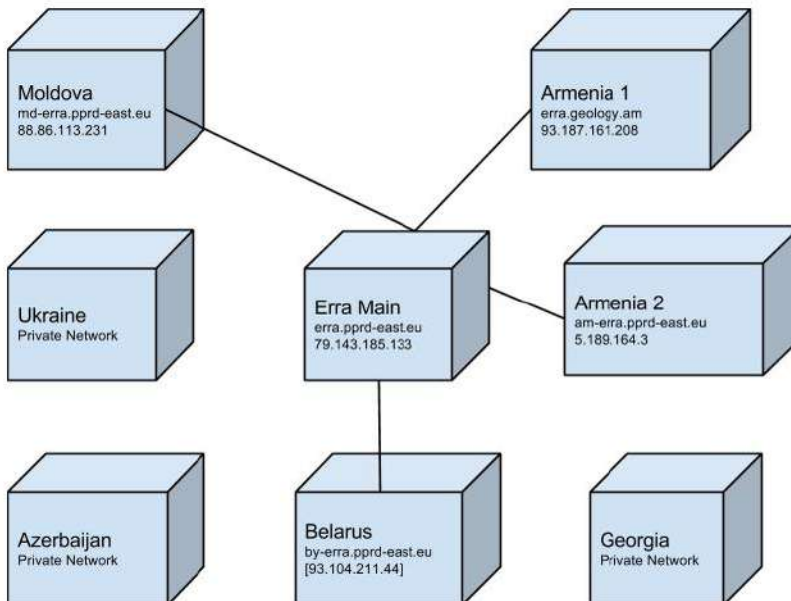 Moldova
md-erra.pprd-east.eu
88.86.113.231
Armenia 1
erra.geology.am
93.187.161.208
Ukraine
Private Network
Erra Main
erra.pprd-east.eu
79.143.185.133
Armenia 2
am-erra.pprd-east.eu
5.189.164.3
Azerbaijan
Private Network
Belarus
by-erra.pprd-east.eu
[93.104.211.44]
Georgia
Private Network